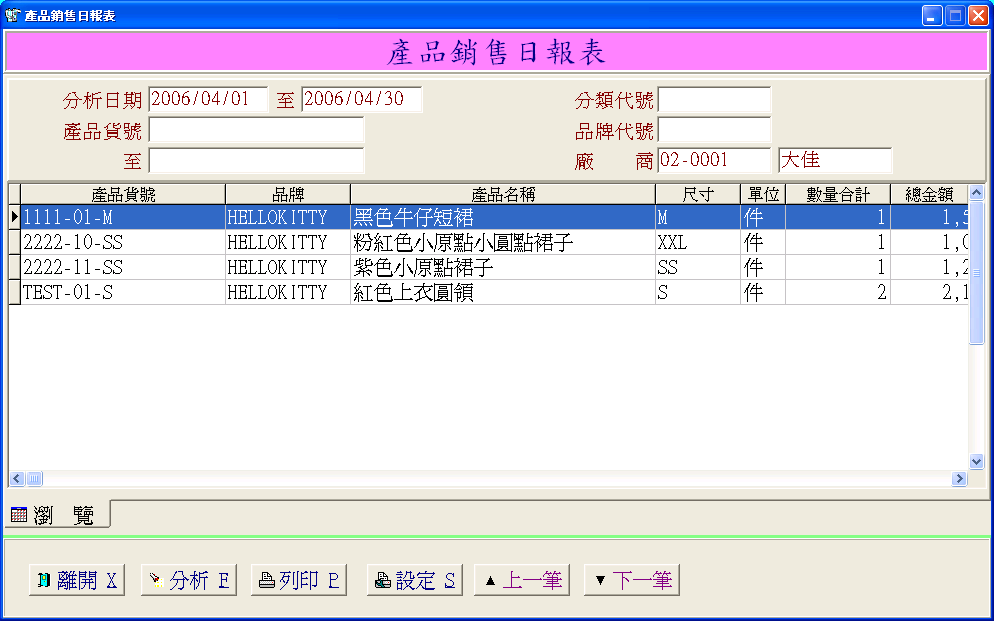 產品銷售日報表
產品銷售日報表
分析日期 2006/04/01 至 2006/04/30 分類代號
產品貨號 品牌代號
至 廠 商 02-0001 大佳
產品貨號 品牌 產品名稱 尺寸 單位 數量合計 總金額
1111-01-M HELLOKITTY 黑色牛仔短裙 M 件 1 1,5
2222-10-SS HELLOKITTY 粉紅色小原點小圓點裙子 XXL 件 1 1,0
2222-11-SS HELLOKITTY 紫色小原點裙子 SS 件 1 1,2
TEST-01-S HELLOKITTY 紅色上衣圓領 S 件 2 2,1
瀏 覽
離開 X 分析 F 列印 P 設定 S ▲上一筆 ▼下一筆